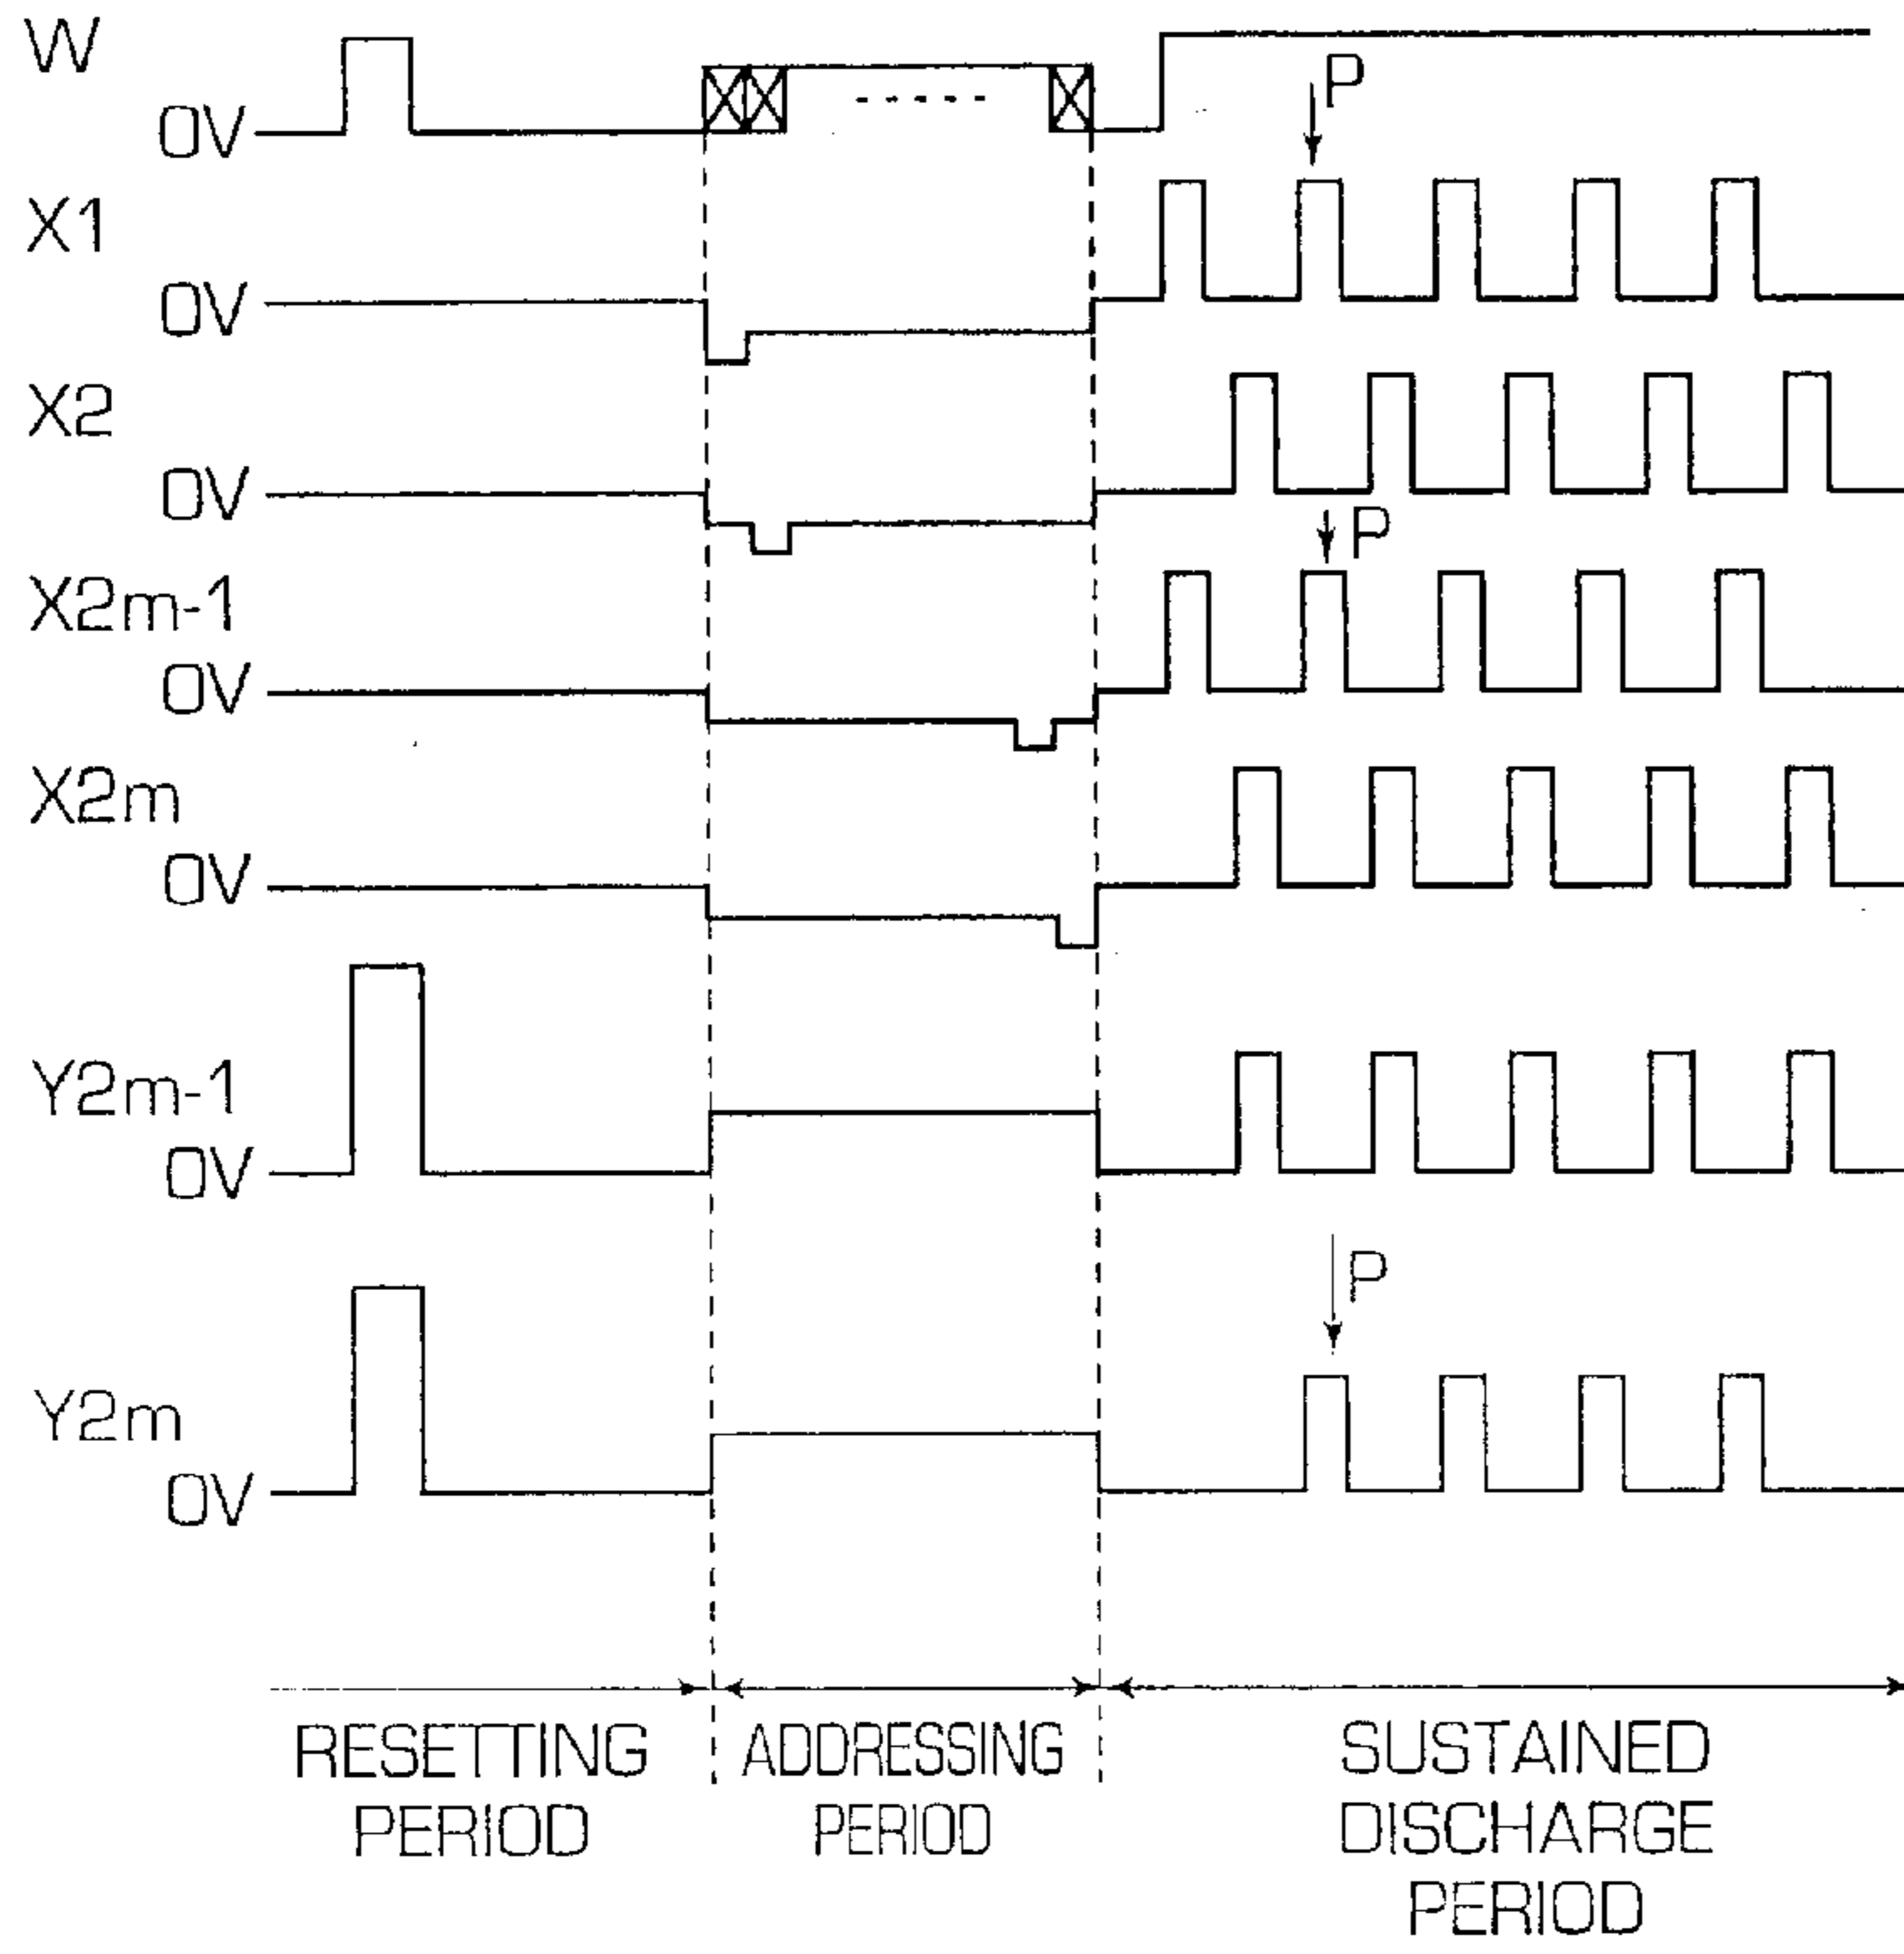 W
0V
P
X1
0V
X2
0V
P
X2m-1
0V
X2m
0V
Y2m-1
0V
P
Y2m
0V
RESETTING
PERIOD
ADDRESSING
PERIOD
SUSTAINED
DISCHARGE
PERIOD